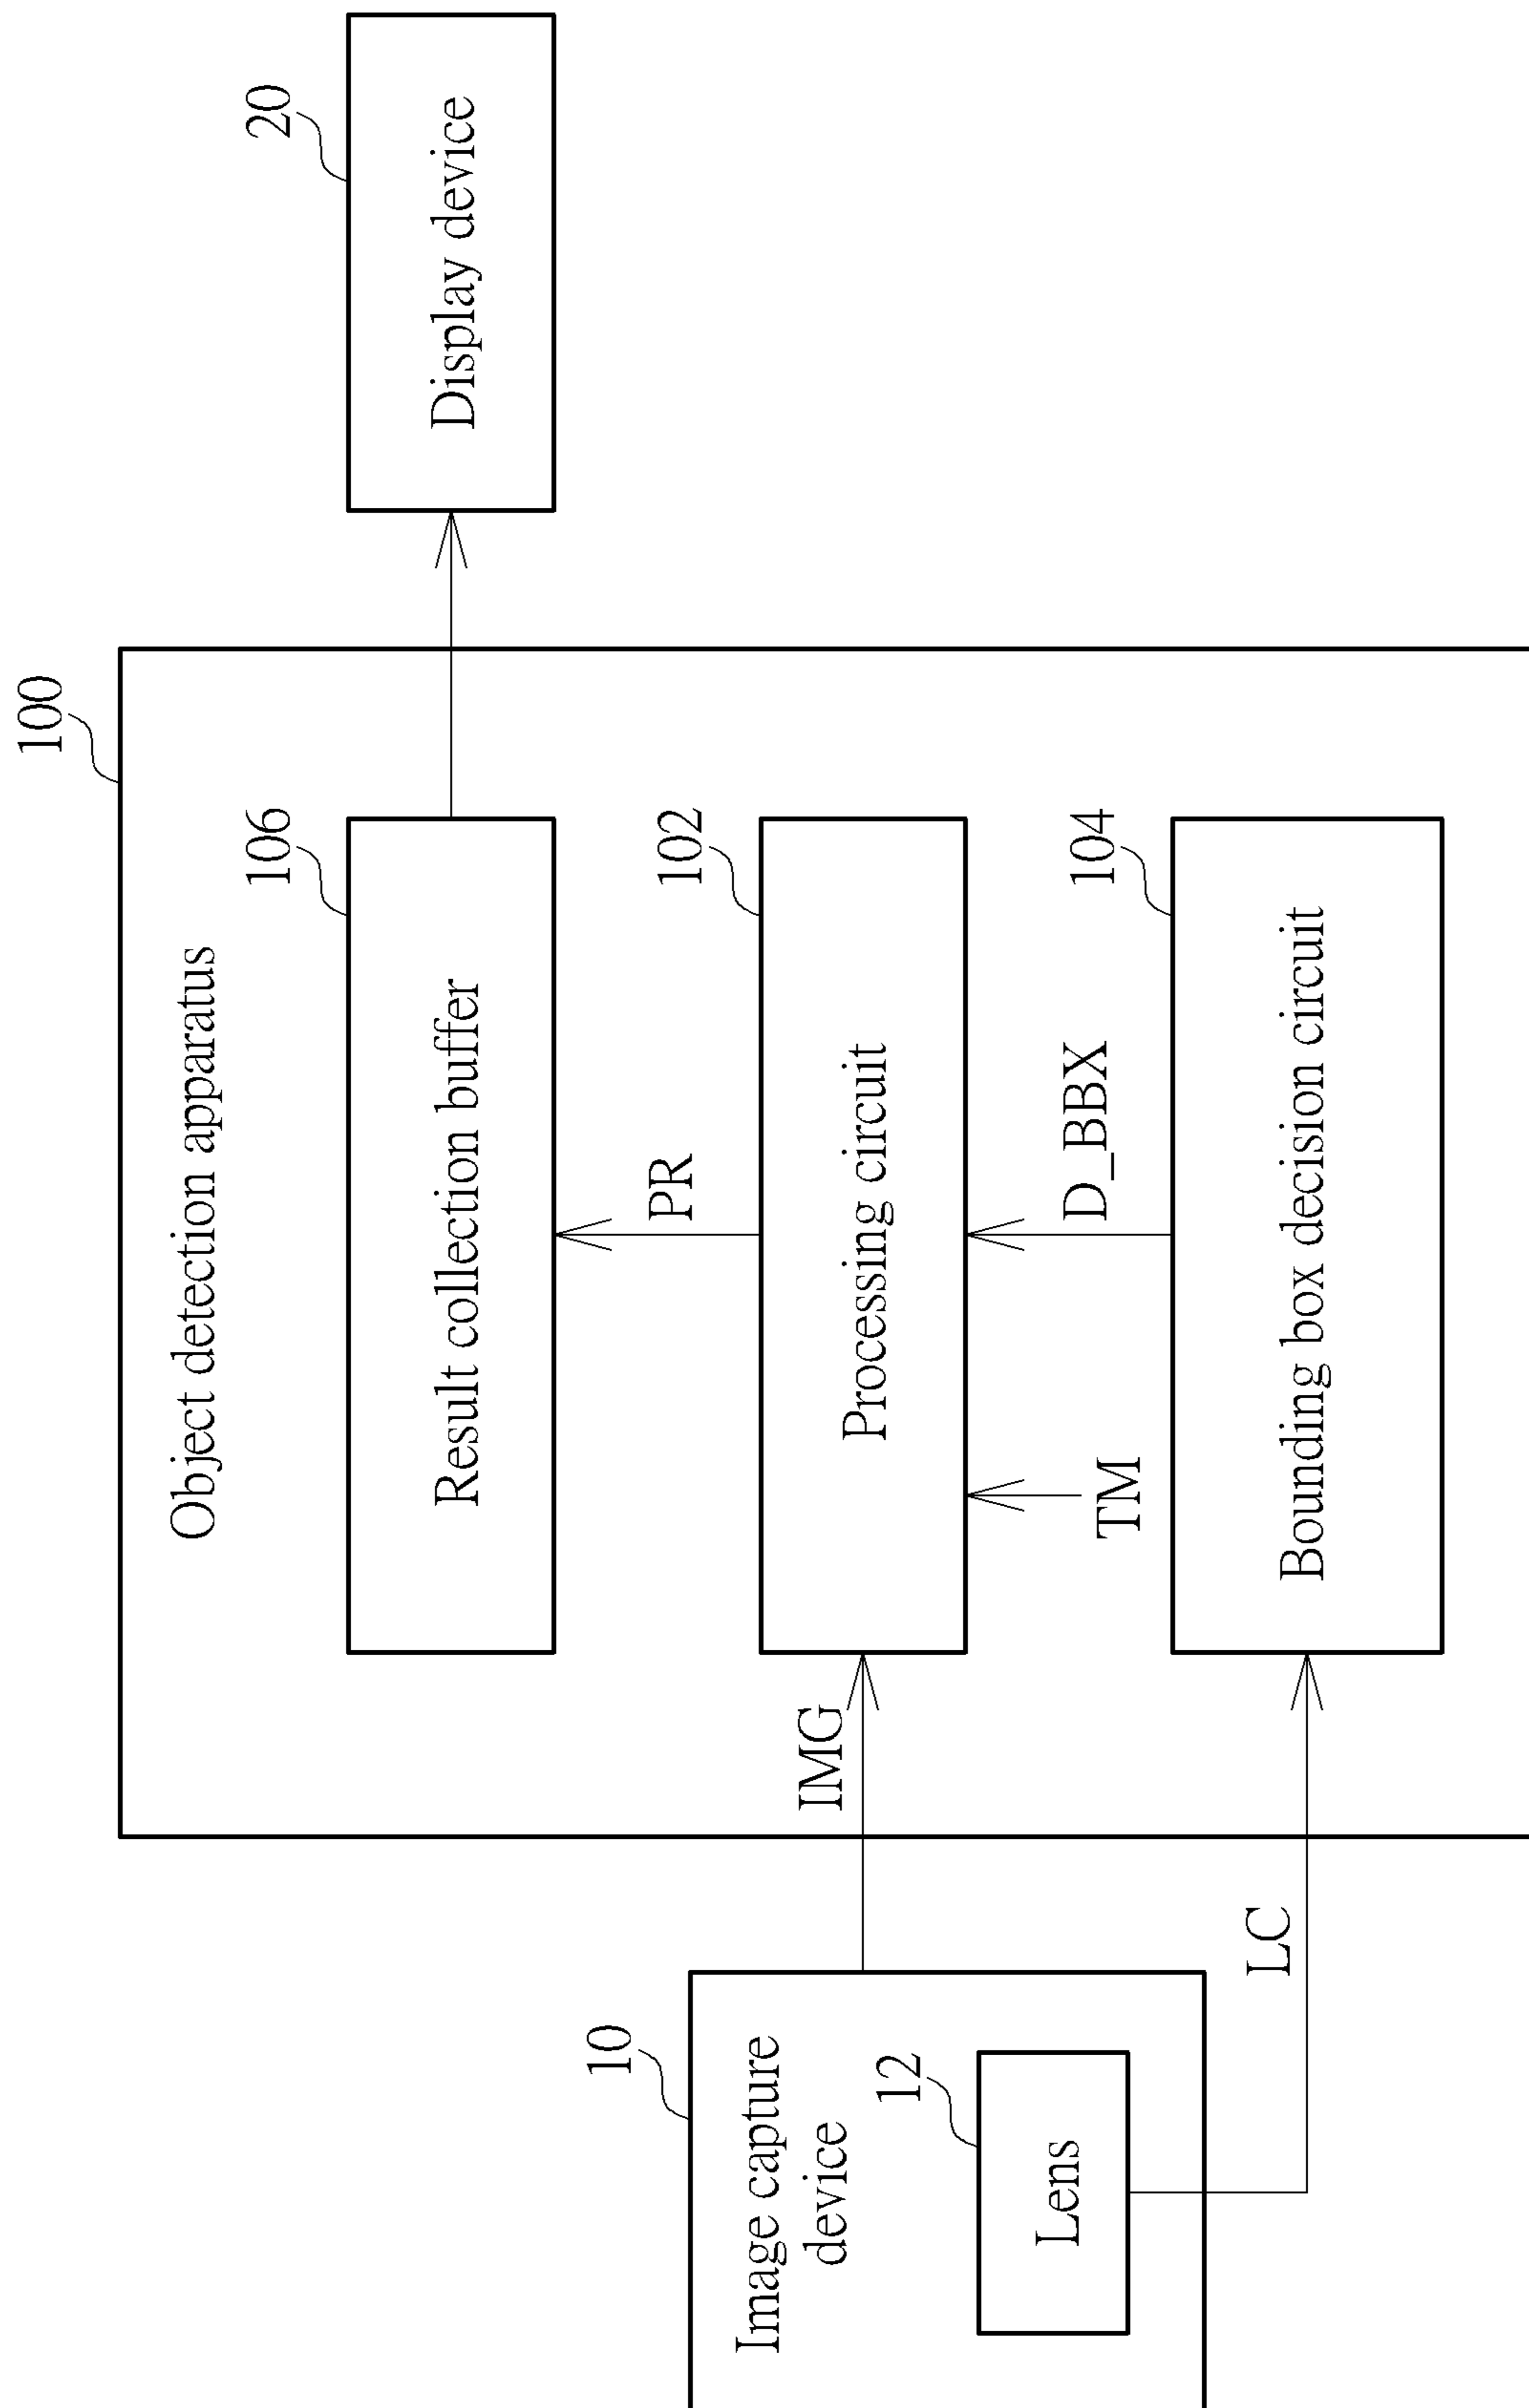 100
Object detection apparatus
20
106
Result collection buffer
Display device
PR
10
Image capture
device
IMG
102
Processing circuit
12
Lens
TM
D_BBX
104
LC
Bounding box decision circuit